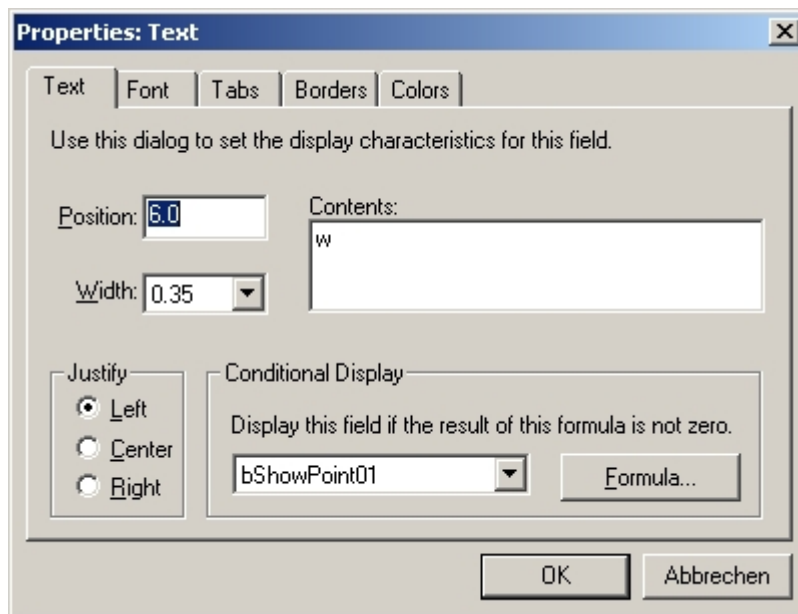 Properties: Text
Text Font Tabs Borders Colors
Use this dialog to set the display characteristics for this field.
Position: 6.0
Contents:
w
Width: 0.35
Justify
Left
Center
Right
Conditional Display
Display this field if the result of this formula is not zero.
bShowPoint01 Formula...
OK Abbrechen